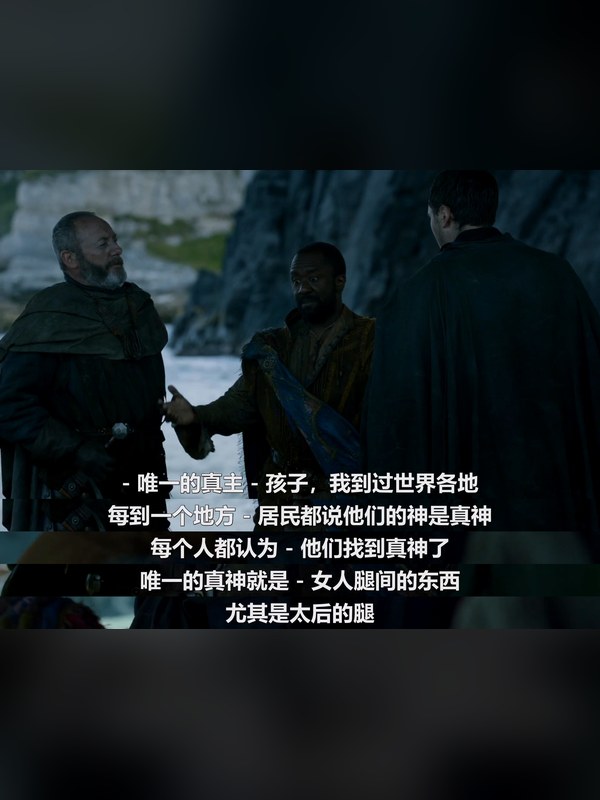 - 唯一的真主 - 孩子，我到过世界各地
每到一个地方 - 居民都说他们的神是真神
每个人都认为 - 他们找到真神了
唯一的真神就是 - 女人腿间的东西
尤其是太后的腿